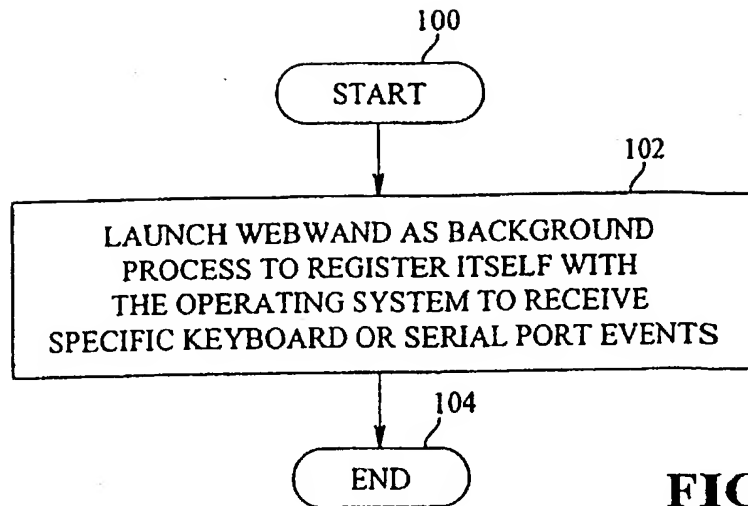 100
START
102
LAUNCH WEBWAND AS BACKGROUND
PROCESS TO REGISTER ITSELF WITH
THE OPERATING SYSTEM TO RECEIVE
SPECIFIC KEYBOARD OR SERIAL PORT EVENTS
104
END